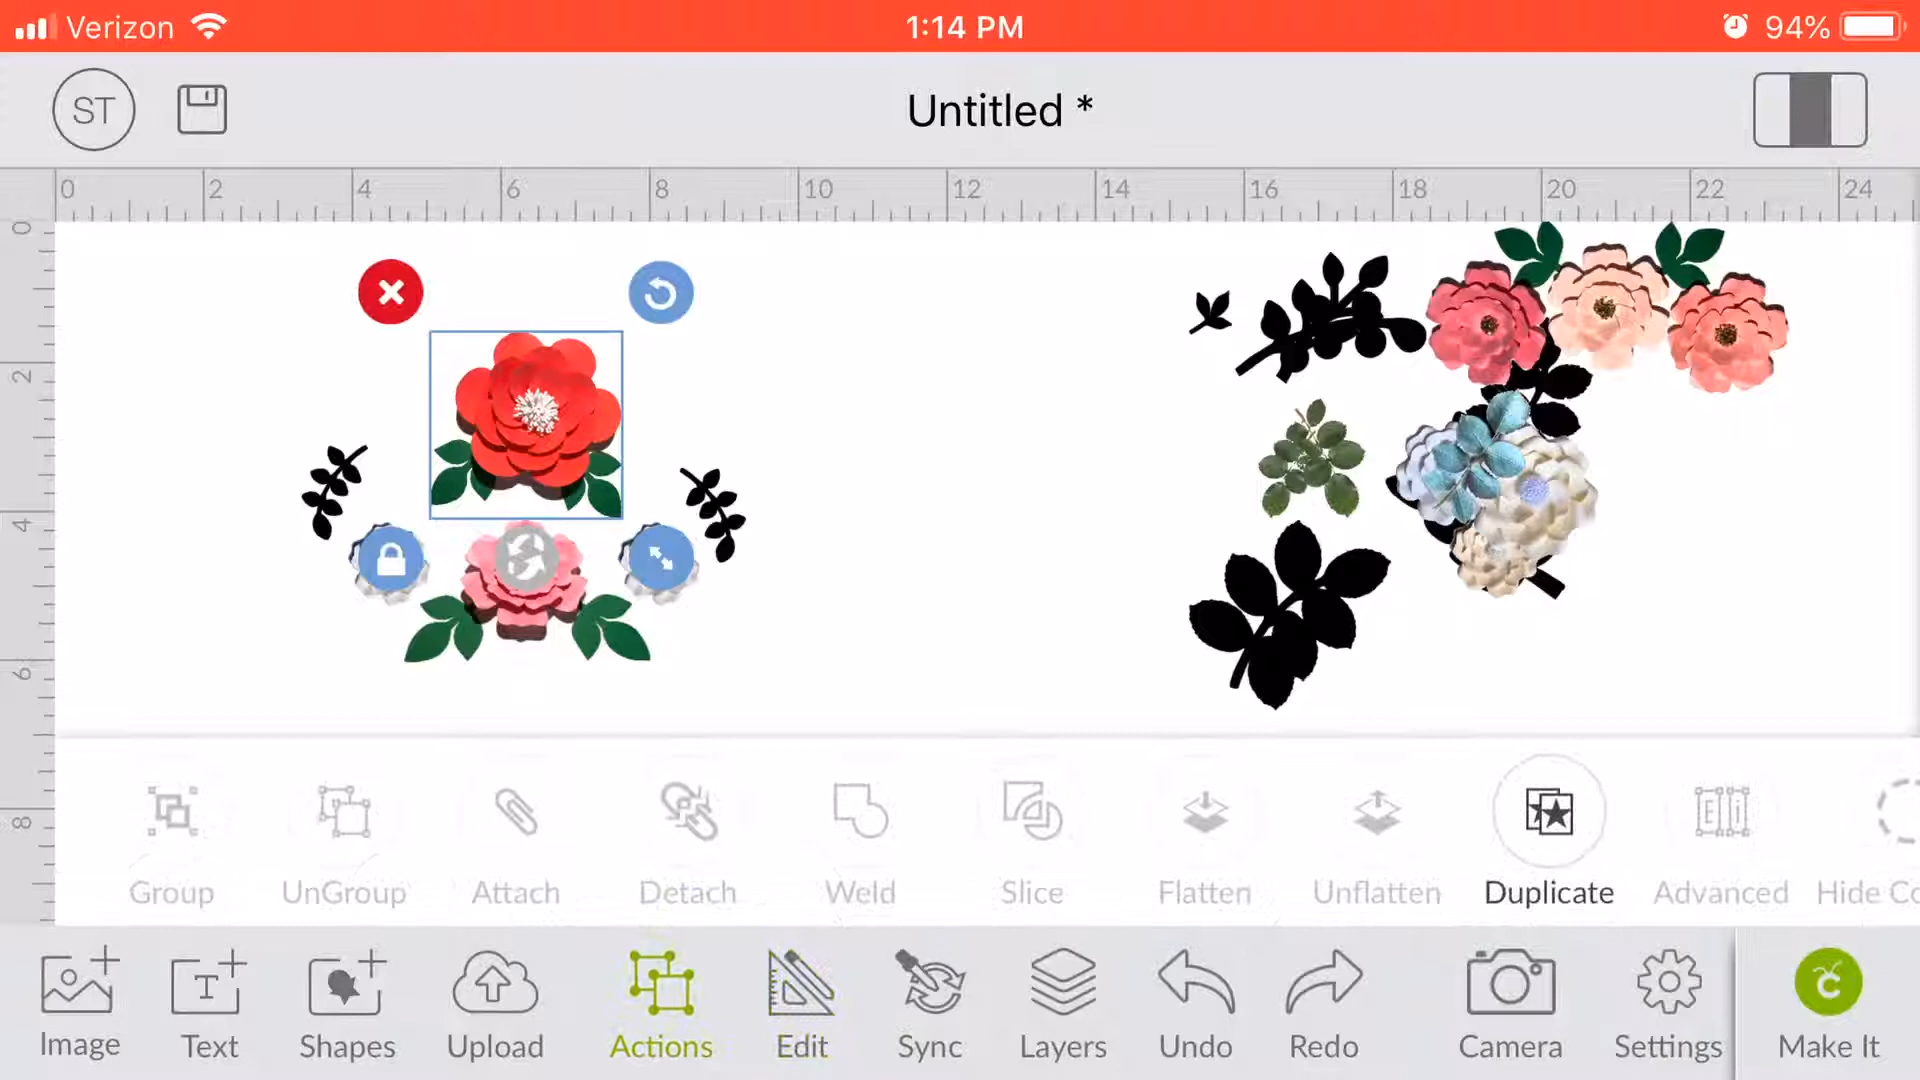 Verizon 1:14 PM 94%
ST Untitled *
0 2 4 6 8 10 12 14 16 18 20 22 24
0
2
4
6
8
Group UnGroup Attach Detach Weld Slice Flatten Unflatten Duplicate Advanced Hide Co
Image Text Shapes Upload Actions Edit Sync Layers Undo Redo Camera Settings Make It